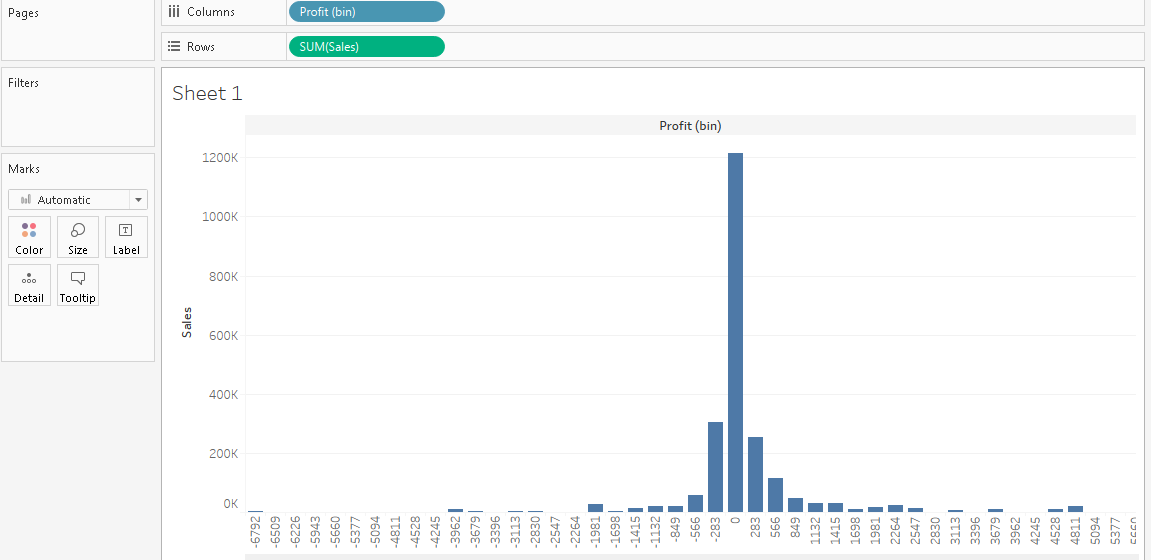 Pages
Columns
Profit (bin)
Rows
SUM(Sales)
Filters
Sheet 1
Profit (bin)
Marks
Automatic
Color
Size
Label
Detail
Tooltip
Sales
1200K
1000K
800K
600K
400K
200K
0K
-6792
-6509
-6226
-5943
-5660
-5377
-5094
-4811
-4528
-4245
-3962
-3679
-3396
-3113
-2830
-2547
-2264
-1981
-1698
-1415
-1132
-849
-566
-283
0
283
566
849
1132
1415
1698
1981
2264
2547
2830
3113
3396
3679
3962
4245
4528
4811
5094
5377